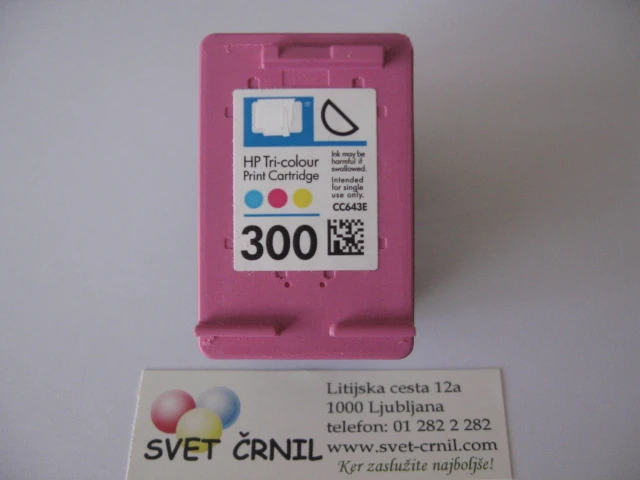 HP Tri-colour
Print Cartridge
Ink may be
harmful if
swallowed.
Intended
for single
use only.
CC643E
300
SVET ČRNIL
Litijska cesta 12a
1000 Ljubljana
telefon: 01 282 2 282
www.svet-crnil.com
Ker zaslužite najboljše!